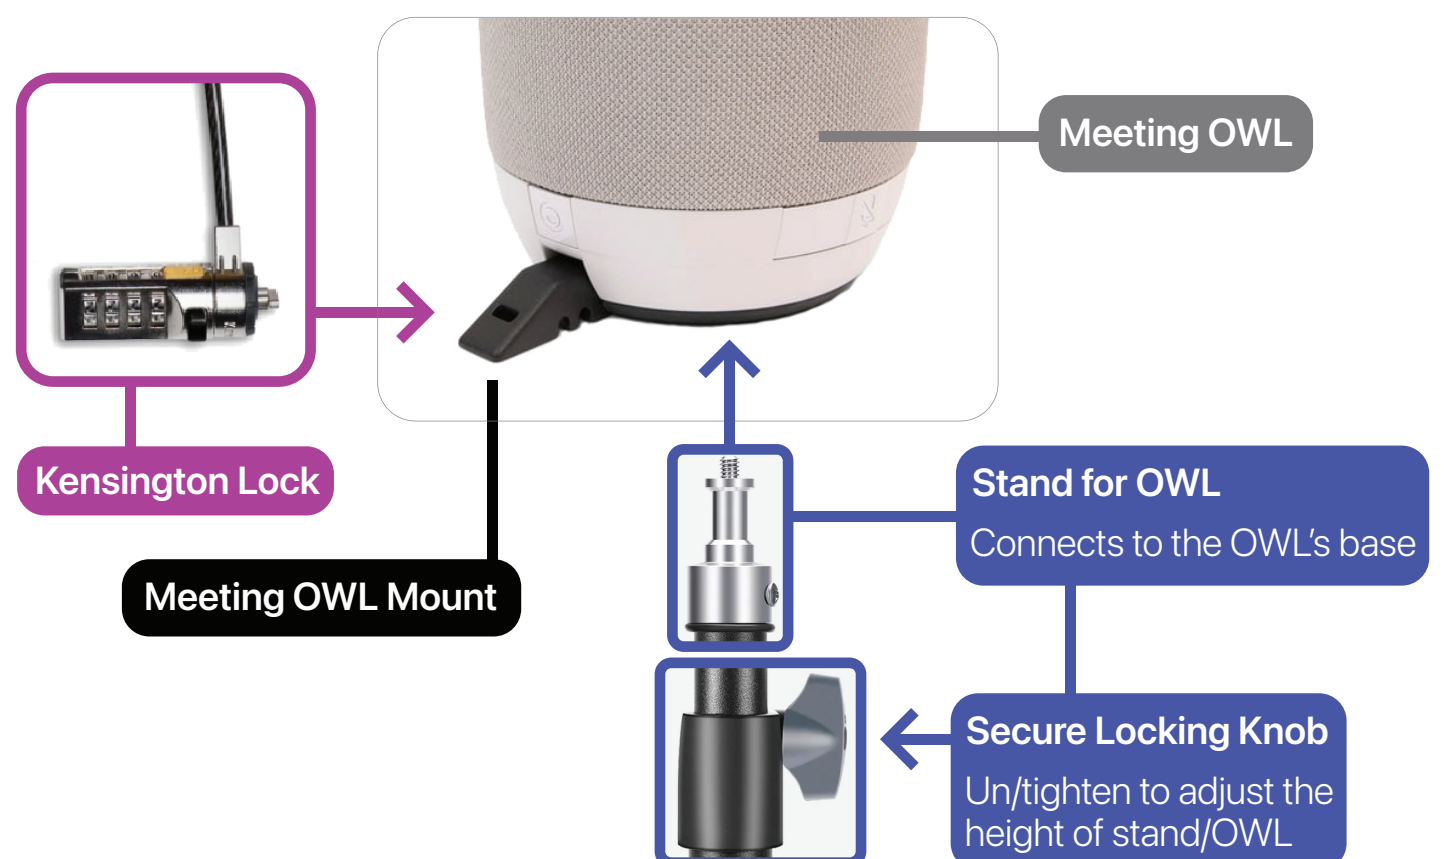 Meeting OWL
Kensington Lock
Stand for OWL
Connects to the OWL's base
Meeting OWL Mount
Secure Locking Knob
Un/tighten to adjust the
height of stand/OWL